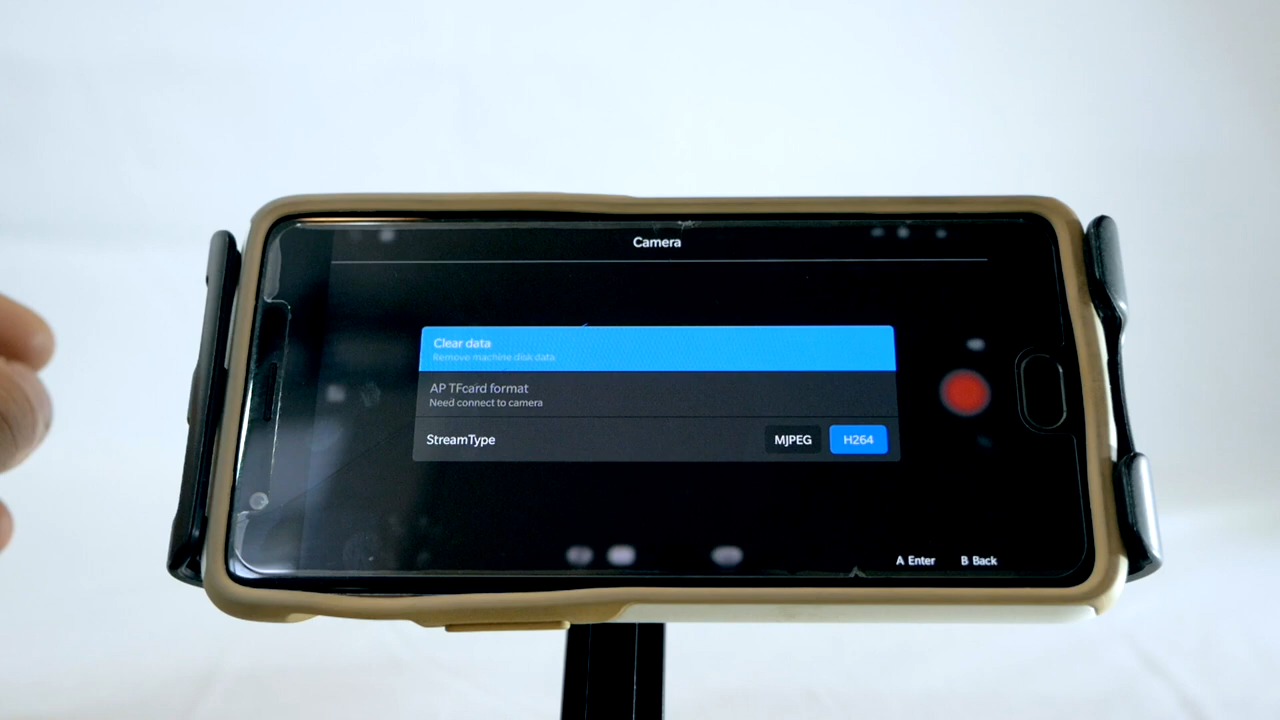 Camera
Clear data
Remove machine disk data
AP TFcard format
Need connect to camera
StreamType MJPEG H264
A Enter B Back